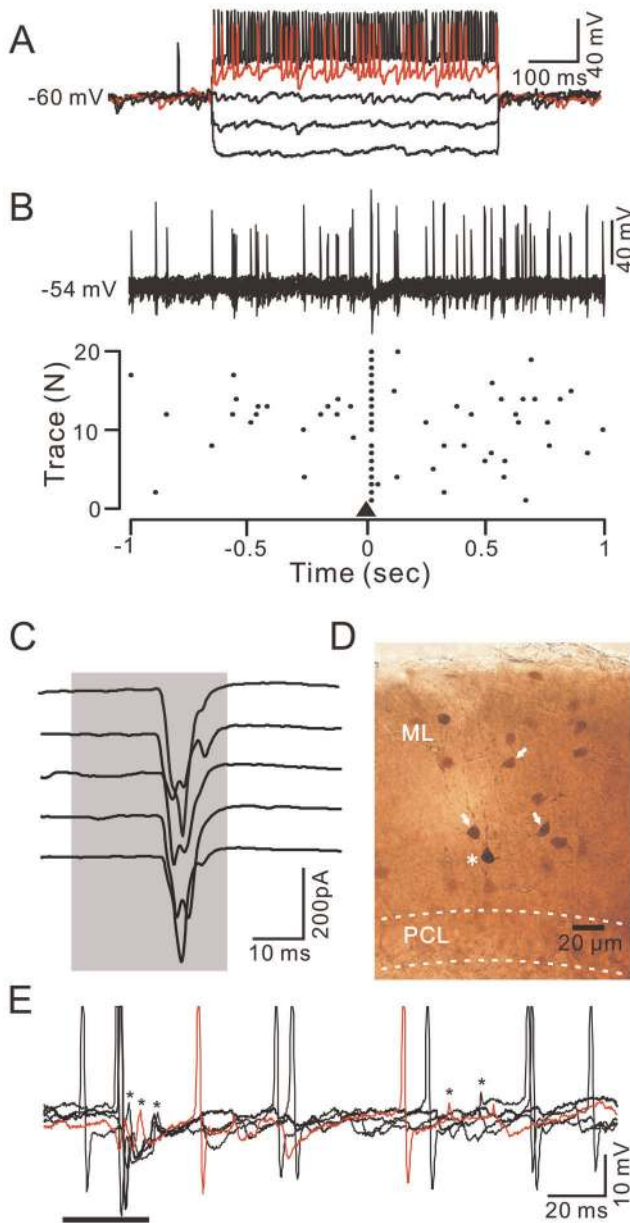 A
-60 mV
100 ms
40 mV
B
-54 mV
40 mV
Trace (N)
20
10
0
-1
-0.5
0
0.5
1
Time (sec)
C
200pA
10 ms
D
ML
*
PCL
20 µm
E
* * *
* *
10 mV
20 ms